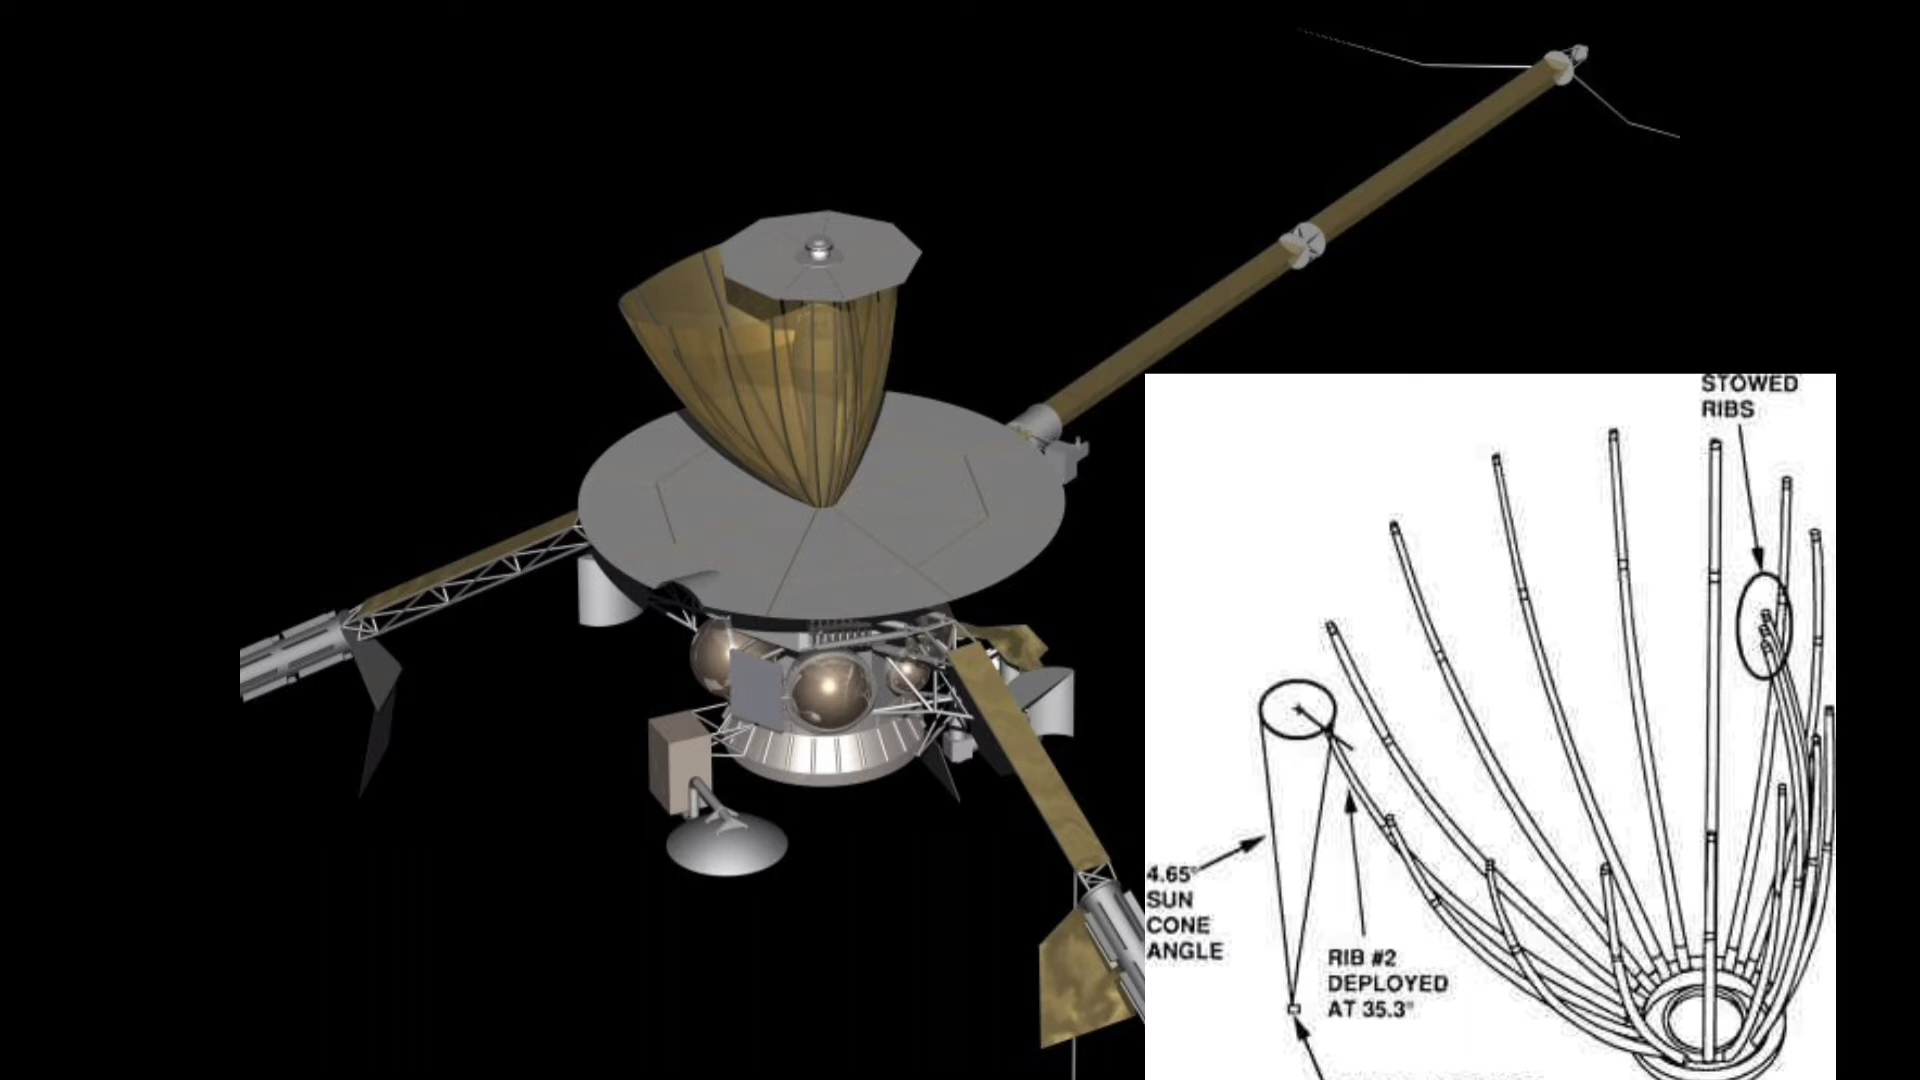 STOWED
RIBS
4.65°
SUN
CONE
ANGLE
RIB #2
DEPLOYED
AT 35.3°